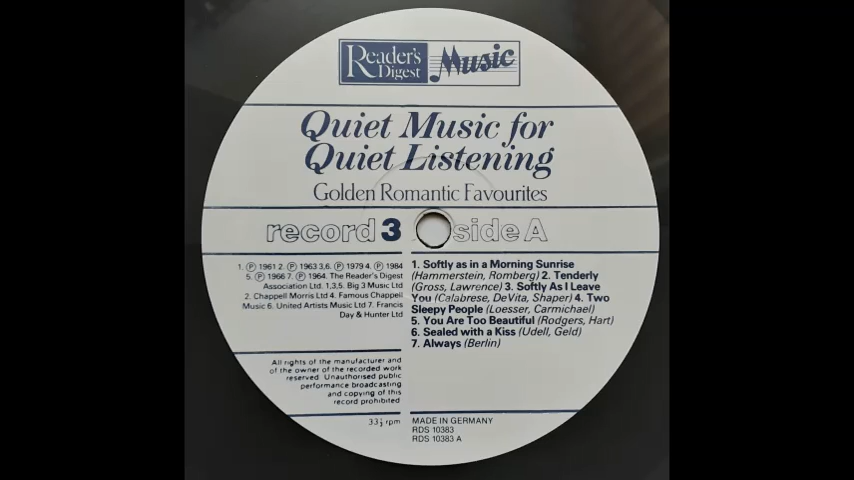 Reader's
Digest
Music
Quiet Music for
Quiet Listening
Golden Romantic Favourites
record 3 side A
1. ℗ 1961 2. ℗ 1963 3,6. ℗ 1979 4. ℗ 1984
5. ℗ 1966 7. ℗ 1964. The Reader's Digest
Association Ltd. 1,3,5. Big 3 Music Ltd
2. Chappell Morris Ltd 4. Famous Chappell
Music 6. United Artists Music Ltd 7. Francis
Day & Hunter Ltd
All rights of the manufacturer and
of the owner of the recorded work
reserved. Unauthorised public
performance broadcasting
and copying of this
record prohibited.
33⅓ rpm
1. Softly as in a Morning Sunrise
(Hammerstein, Romberg) 2. Tenderly
(Gross, Lawrence) 3. Softly As I Leave
You (Calabrese, DeVita, Shaper) 4. Two
Sleepy People (Loesser, Carmichael)
5. You Are Too Beautiful (Rodgers, Hart)
6. Sealed with a Kiss (Udell, Geld)
7. Always (Berlin)
MADE IN GERMANY
RDS 10383
RDS 10383 A